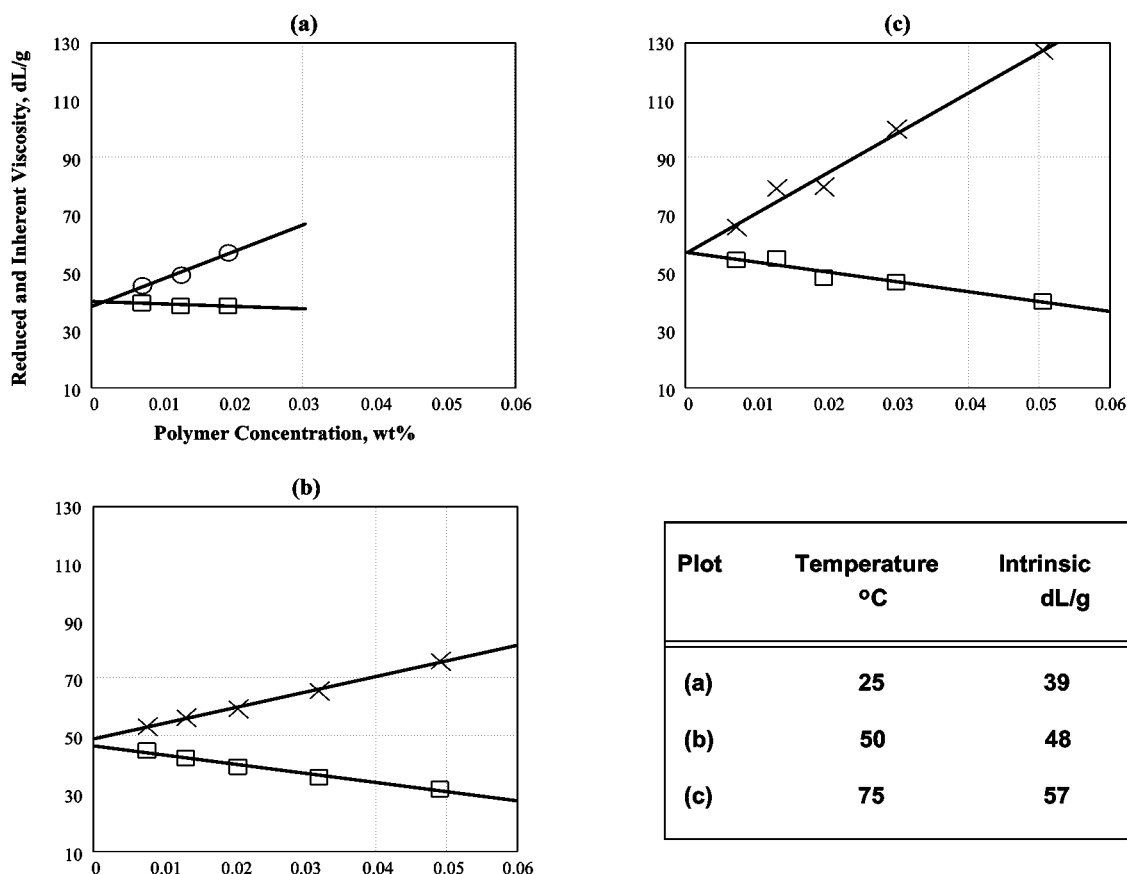 (a)
Reduced and Inherent Viscosity, dL/g
130
110
90
70
50
30
10
0 0.01 0.02 0.03 0.04 0.05 0.06
Polymer Concentration, wt%
(c)
130
110
90
70
50
30
10
0 0.01 0.02 0.03 0.04 0.05 0.06
(b)
130
110
90
70
50
30
10
0 0.01 0.02 0.03 0.04 0.05 0.06
Plot Temperature Intrinsic
oC dL/g
(a) 25 39
(b) 50 48
(c) 75 57